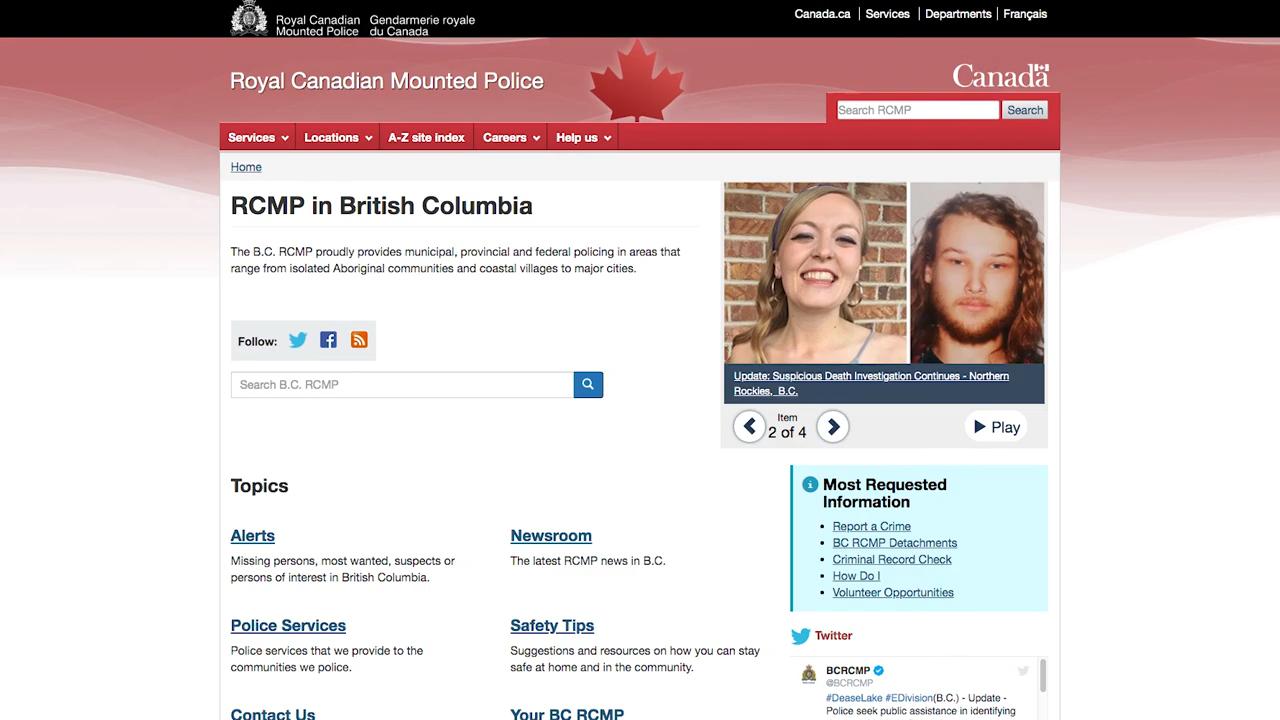 Royal Canadian Gendarmerie royale
Mounted Police du Canada
Canada.ca Services Departments Français
Royal Canadian Mounted Police
Canada
Search RCMP Search
Services Locations A-Z site index Careers Help us
Home
RCMP in British Columbia
The B.C. RCMP proudly provides municipal, provincial and federal policing in areas that
range from isolated Aboriginal communities and coastal villages to major cities.
Follow:
Search B.C. RCMP
Update: Suspicious Death Investigation Continues - Northern
Rockies, B.C.
Item
2 of 4
Play
Topics
Alerts
Missing persons, most wanted, suspects or
persons of interest in British Columbia.
Newsroom
The latest RCMP news in B.C.
Police Services
Police services that we provide to the
communities we police.
Safety Tips
Suggestions and resources on how you can stay
safe at home and in the community.
Contact Us
Your BC RCMP
Most Requested
Information
Report a Crime
BC RCMP Detachments
Criminal Record Check
How Do I
Volunteer Opportunities
Twitter
BCRCMP
@BCRCMP
#DeaseLake #EDivision(B.C.) - Update -
Police seek public assistance in identifying